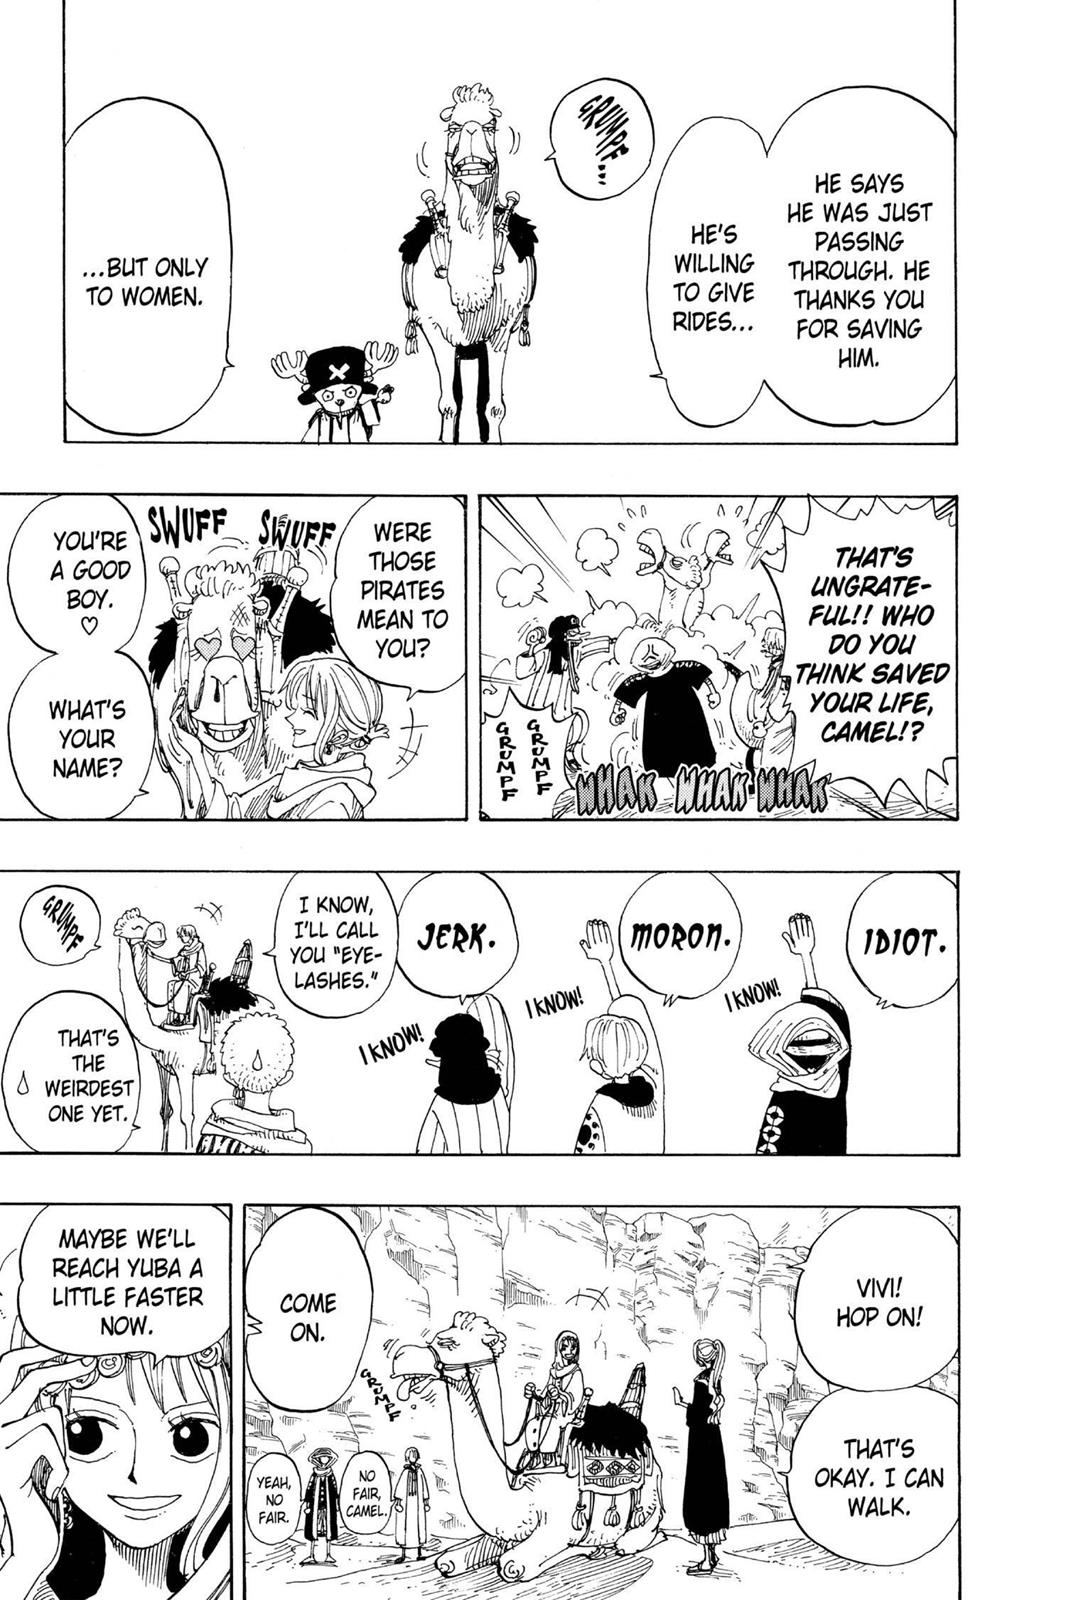 GRUMPF...
HE SAYS
HE WAS JUST
PASSING
THROUGH. HE
THANKS YOU
FOR SAVING
HIM.
HE'S
WILLING
TO GIVE
RIDES...
...BUT ONLY
TO WOMEN.
THAT'S
UNGRATE-
FUL!! WHO
DO YOU
THINK SAVED
YOUR LIFE,
CAMEL!?
GRUMPF
GRUMPF
WHAK WHAK WHAK
WERE
THOSE
PIRATES
MEAN TO
YOU?
SWUFF
SWUFF
YOU'RE
A GOOD
BOY.
♡
WHAT'S
YOUR
NAME?
IDIOT.
I KNOW!
MORON.
I KNOW!
JERK.
I KNOW!
I KNOW,
I'LL CALL
YOU "EYE-
LASHES."
GRUMPF
THAT'S
THE
WEIRDEST
ONE YET.
VIVI!
HOP ON!
THAT'S
OKAY. I CAN
WALK.
COME
ON.
GRUMPF
NO
FAIR,
CAMEL.
YEAH,
NO
FAIR.
MAYBE WE'LL
REACH YUBA A
LITTLE FASTER
NOW.